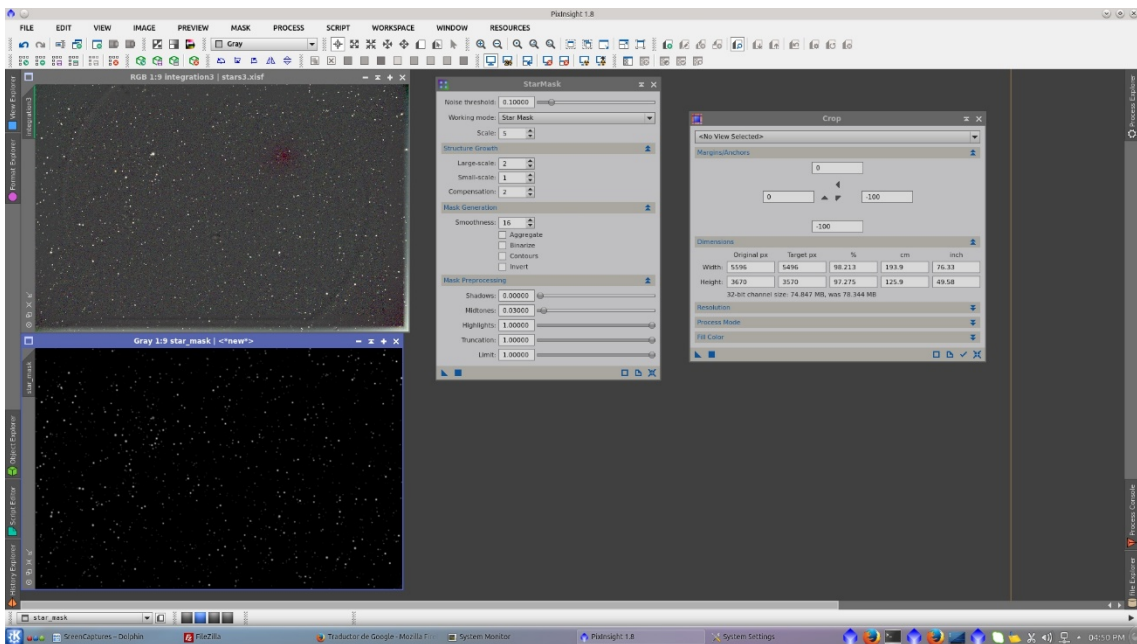 PixInsight 1.8
FILE EDIT VIEW IMAGE PREVIEW MASK PROCESS SCRIPT WORKSPACE WINDOW RESOURCES
Gray
RGB 1:9 integration3 | stars3.xisf
integration3
Gray 1:9 star_mask | <*new*>
star_mask
View Explorer
Format Explorer
Object Explorer
Script Editor
History Explorer
StarMask
Noise threshold: 0.10000
Working mode: Star Mask
Scale: 5
Structure Growth
Large-scale: 2
Small-scale: 1
Compensation: 2
Mask Generation
Smoothness: 16
Aggregate
Binarize
Contours
Invert
Mask Preprocessing
Shadows: 0.00000
Midtones: 0.03000
Highlights: 1.00000
Truncation: 1.00000
Limit: 1.00000
Crop
<No View Selected>
Margins/Anchors
0
0 -100
-100
Dimensions
Original px Target px % cm inch
Width: 5596 5496 98.213 193.9 76.33
Height: 3670 3570 97.275 125.9 49.58
32-bit channel size: 74.847 MB, was 78.344 MB
Resolution
Process Mode
Fill Color
Process Explorer
Process Console
File Explorer
star_mask
SreenCaptures - Dolphin FileZilla Traductor de Google - Mozilla System Monitor PixInsight 1.8 System Settings 04:50 PM